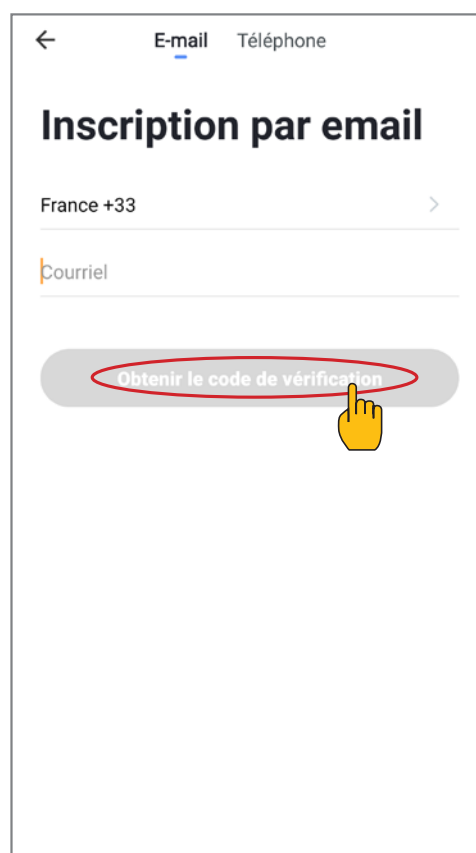 E-mail Téléphone
Inscription par email
France +33
Courriel
Obtenir le code de vérification